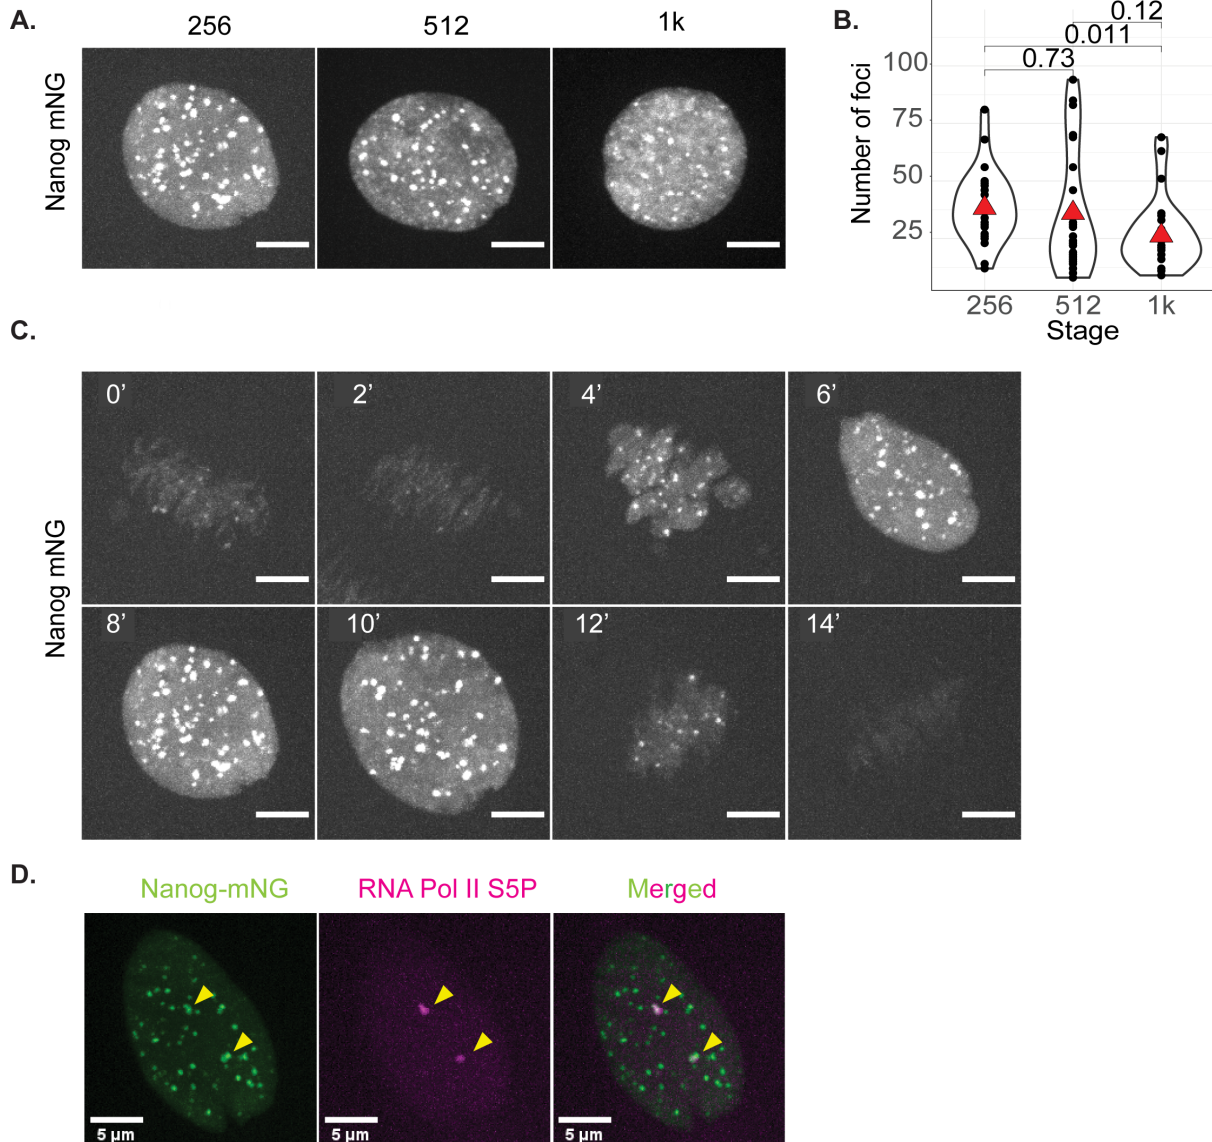 A.
256
512
1k
Nanog mNG
B.
0.12
0.011
0.73
100
75
50
25
Number of foci
256
512
1k
Stage
C.
0’
2’
4’
6’
Nanog mNG
8’
10’
12’
14’
D.
Nanog-mNG
RNA Pol II S5P
Merged
5 µm
5 µm
5 µm